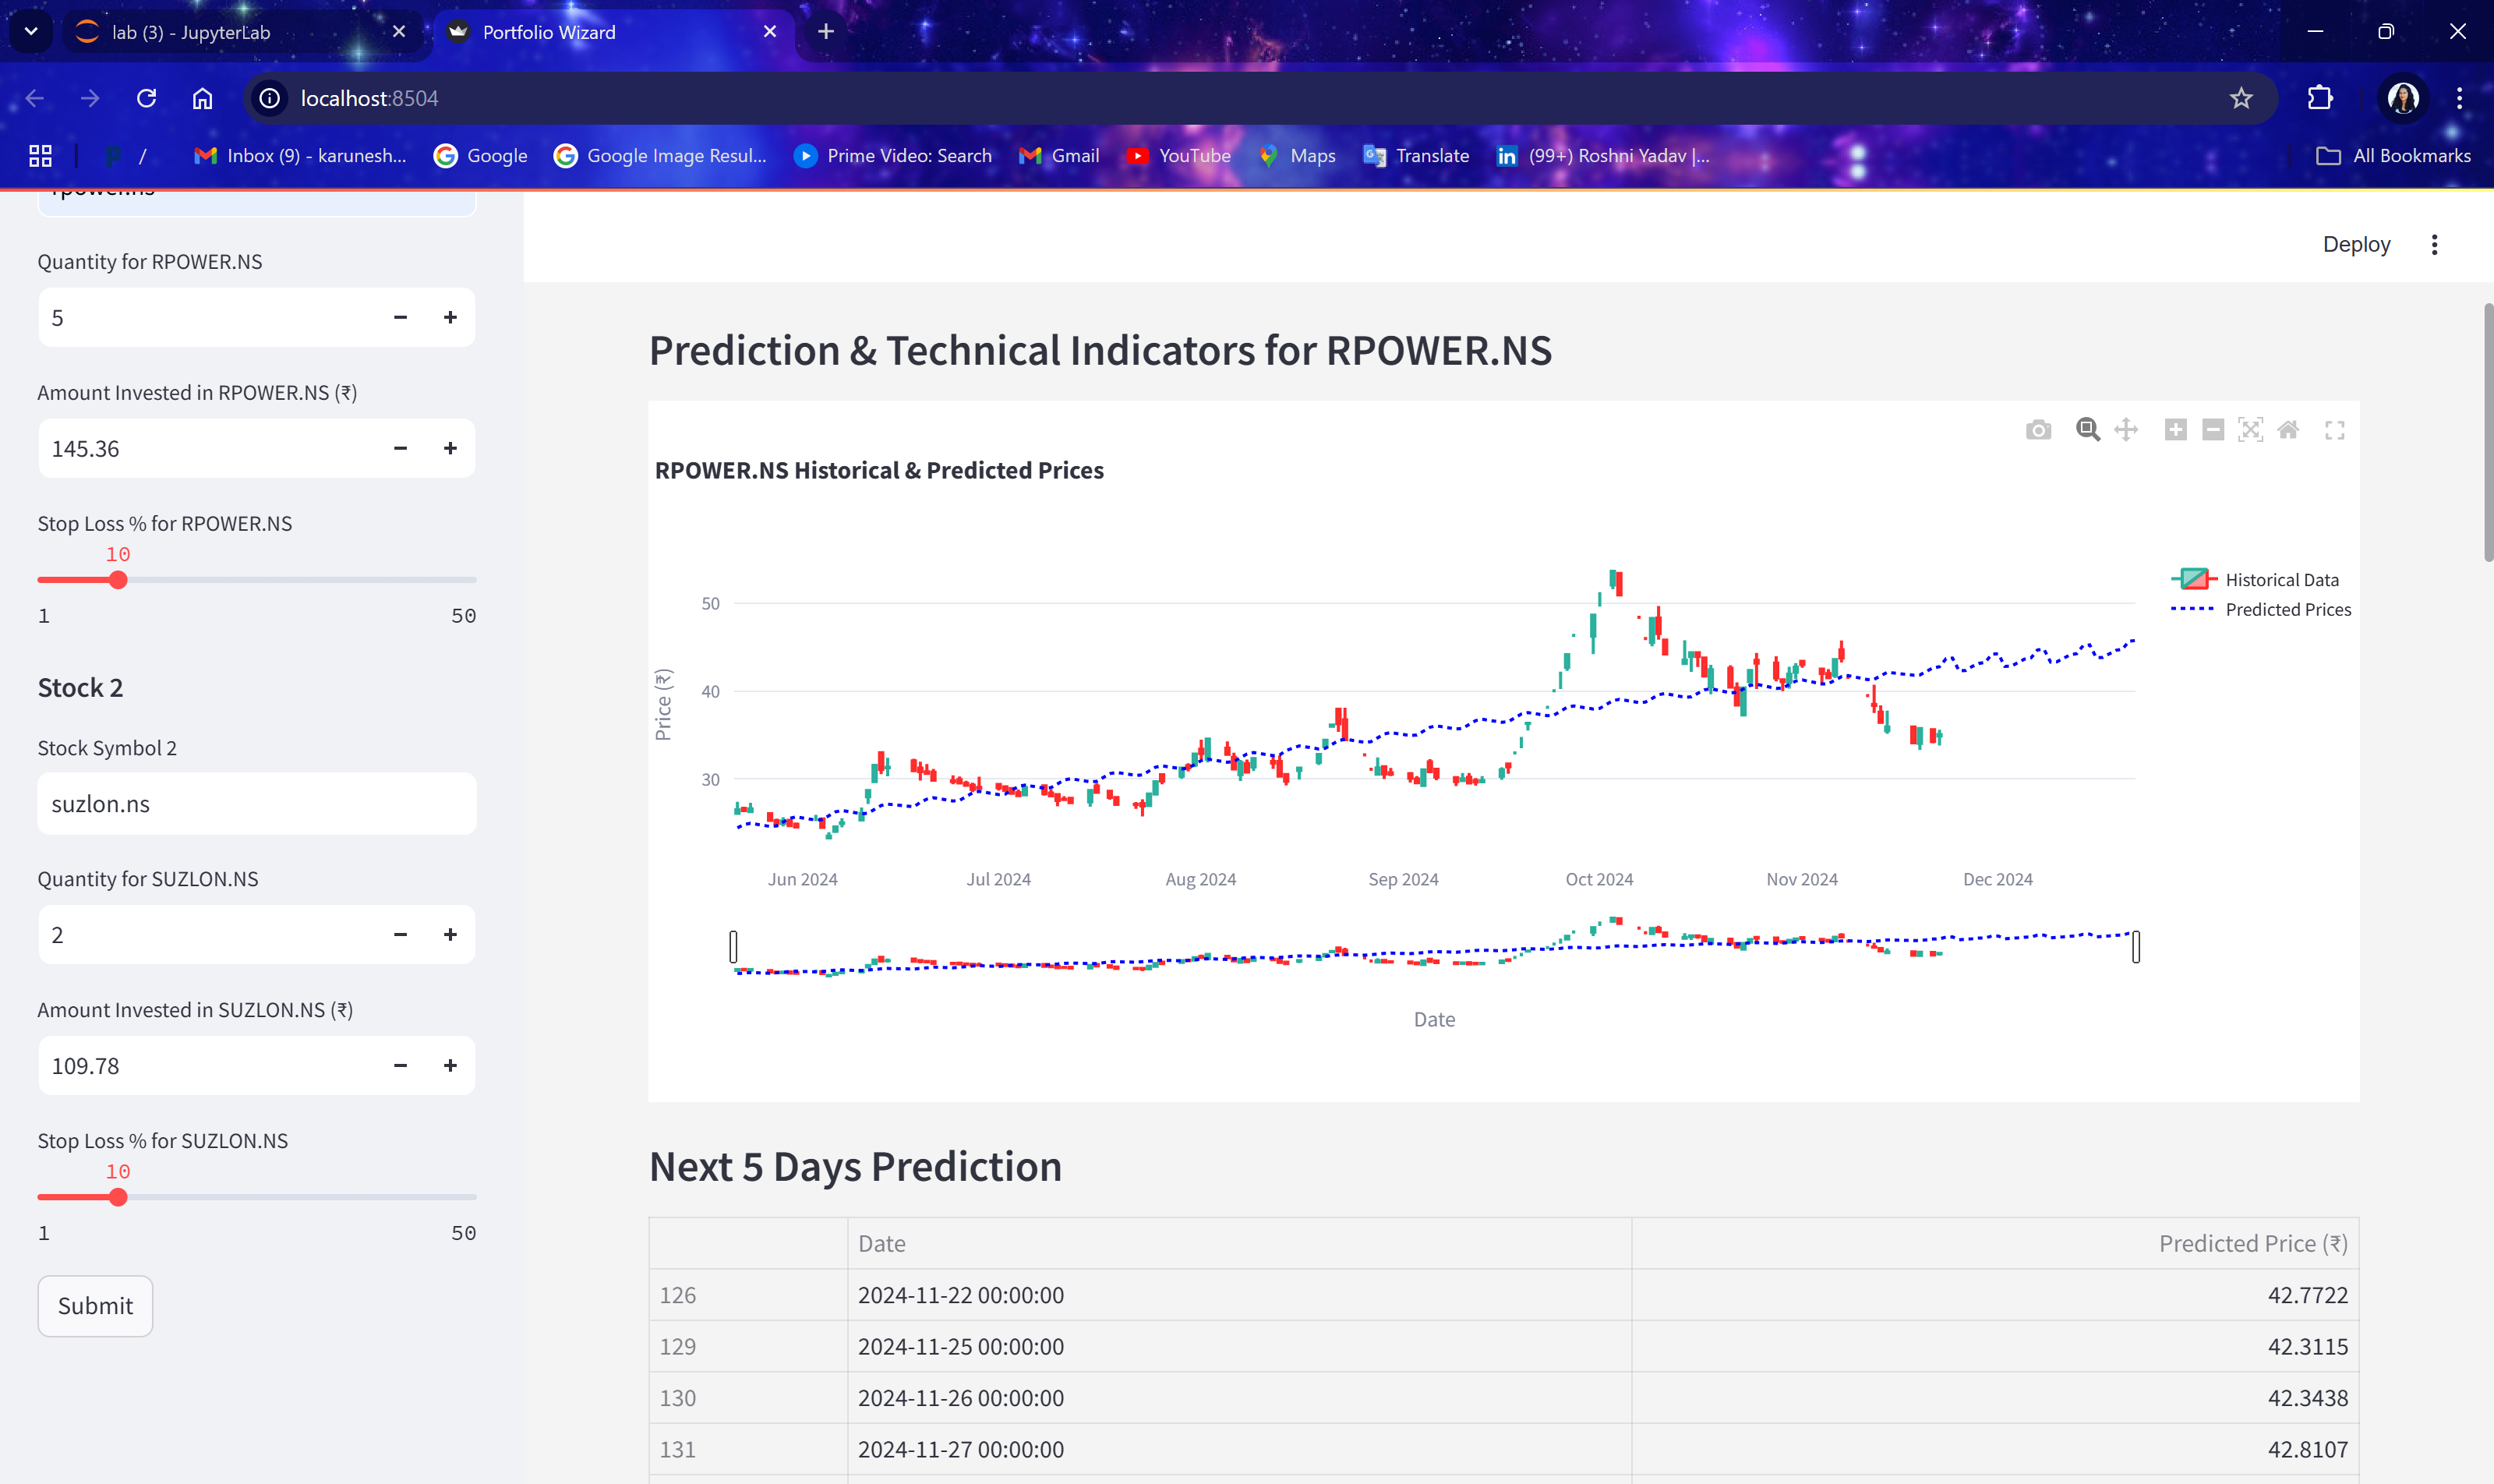 lab (3) - JupyterLab
Portfolio Wizard
localhost:8504
/
Inbox (9) - karunesh...
Google
Google Image Resul...
Prime Video: Search
Gmail
YouTube
Maps
Translate
(99+) Roshni Yadav |...
All Bookmarks
rpower.ns
Quantity for RPOWER.NS
5
Amount Invested in RPOWER.NS (₹)
145.36
Stop Loss % for RPOWER.NS
10
1 50
Stock 2
Stock Symbol 2
suzlon.ns
Quantity for SUZLON.NS
2
Amount Invested in SUZLON.NS (₹)
109.78
Stop Loss % for SUZLON.NS
10
1 50
Submit
Deploy
Prediction & Technical Indicators for RPOWER.NS
RPOWER.NS Historical & Predicted Prices
Historical Data
Predicted Prices
50
40
30
Price (₹)
Jun 2024 Jul 2024 Aug 2024 Sep 2024 Oct 2024 Nov 2024 Dec 2024
Date
Next 5 Days Prediction
Date Predicted Price (₹)
126 2024-11-22 00:00:00 42.7722
129 2024-11-25 00:00:00 42.3115
130 2024-11-26 00:00:00 42.3438
131 2024-11-27 00:00:00 42.8107